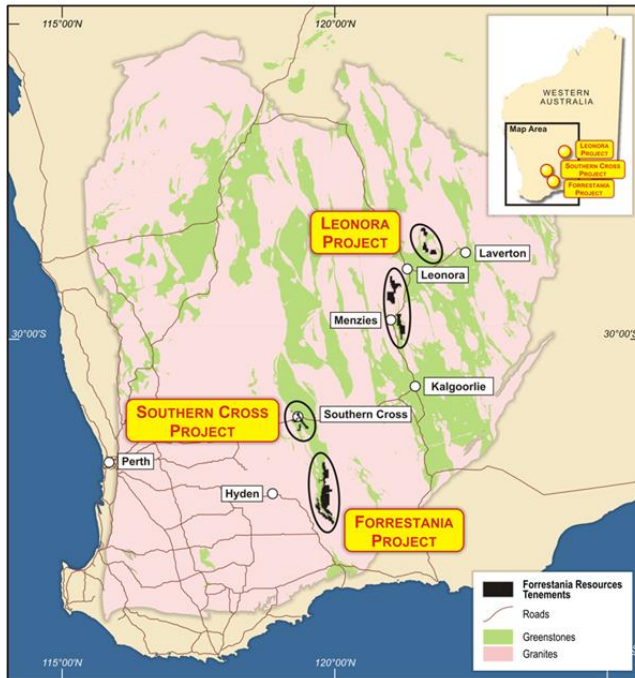 115°00'E
120°00'E
WESTERN
AUSTRALIA
Map Area
LEONORA
PROJECT
SOUTHERN CROSS
PROJECT
FORRESTANIA
PROJECT
LEONORA
PROJECT
Laverton
Leonora
Menzies
30°00'S
30°00'S
Kalgoorlie
SOUTHERN CROSS
PROJECT
Southern Cross
Perth
Hyden
FORRESTANIA
PROJECT
Forrestania Resources
Tenements
Roads
Greenstones
Granites
115°00'E
120°00'E